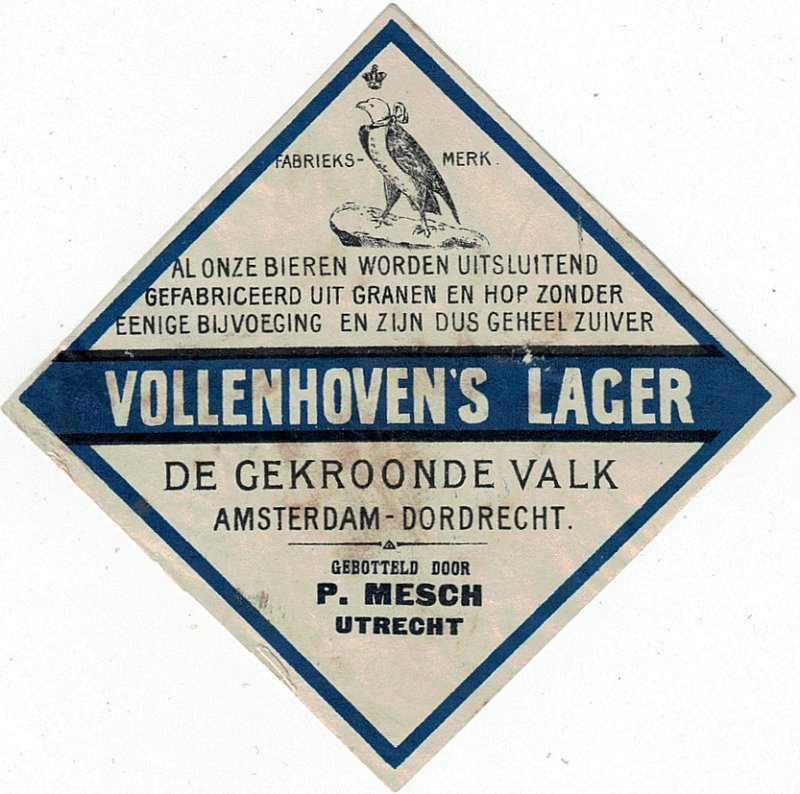 FABRIEKS- MERK.
AL ONZE BIEREN WORDEN UITSLUITEND
GEFABRICEERD UIT GRANEN EN HOP ZONDER
EENIGE BIJVOEGING EN ZIJN DUS GEHEEL ZUIVER
VOLLENHOVEN'S LAGER
DE GEKROONDE VALK
AMSTERDAM-DORDRECHT.
GEBOTTELD DOOR
P. MESCH
UTRECHT